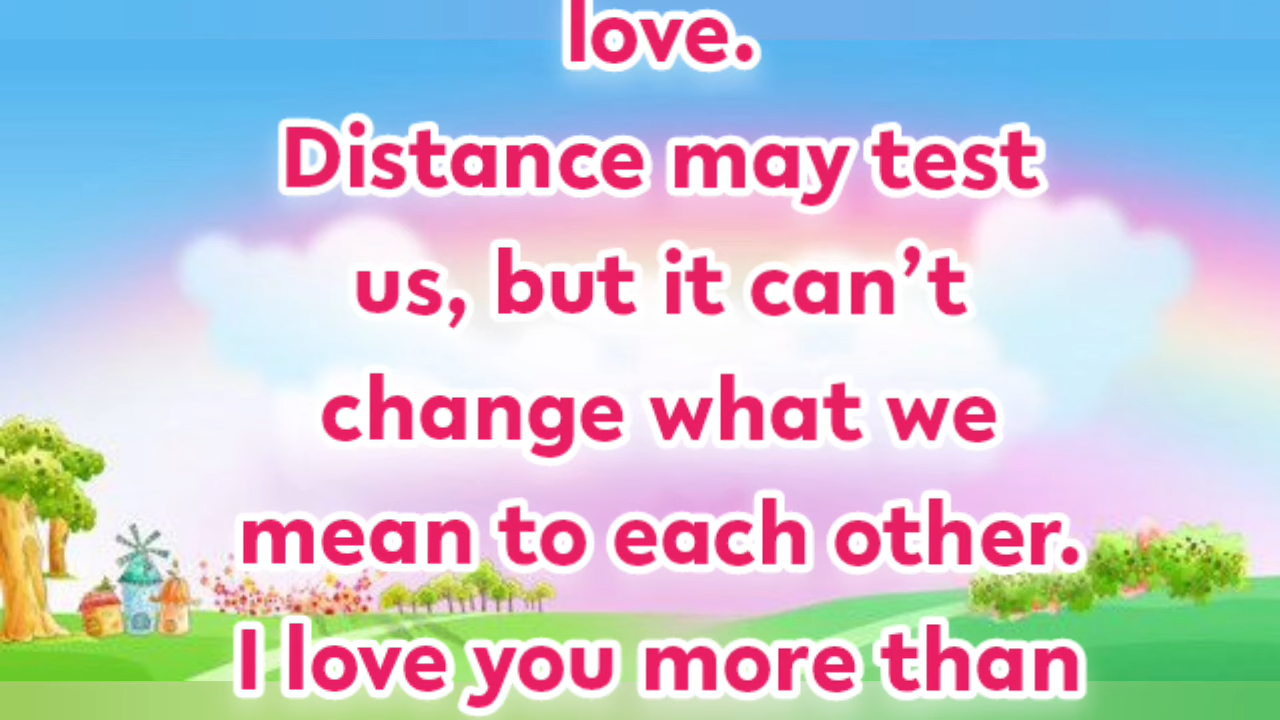 love.
Distance may test
us, but it can’t
change what we
mean to each other.
I love you more than